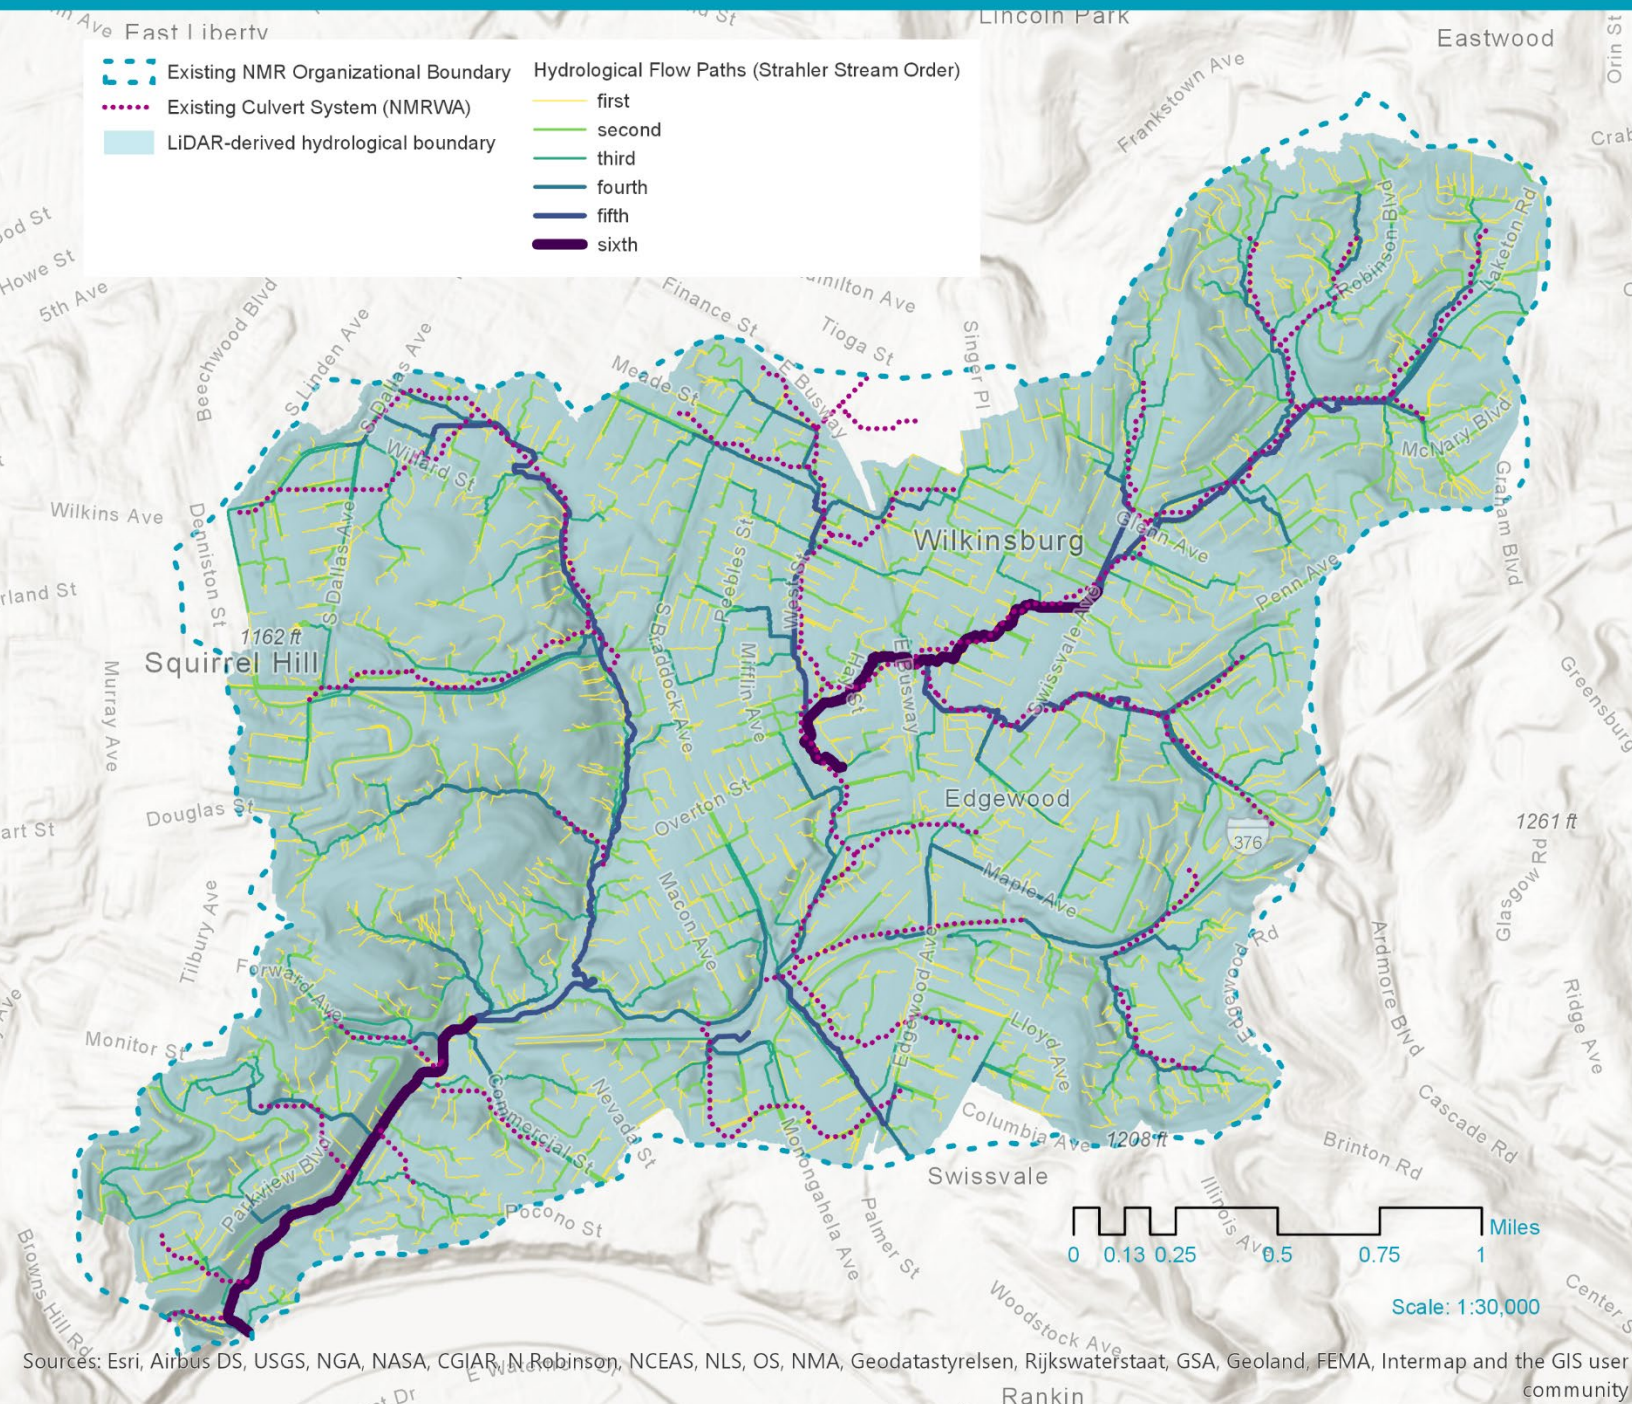 Lincoln Park
East Liberty
Eastwood
Orin St
Frankstown Ave
Existing NMR Organizational Boundary
Existing Culvert System (NMRWA)
LiDAR-derived hydrological boundary
Hydrological Flow Paths (Strahler Stream Order)
first
second
third
fourth
fifth
sixth
Howe St
5th Ave
Beechwood Blvd
S Linden Ave
S Dallas Ave
Finance St
Tioga St
Singer Pl
E Busway
Meade St
Robinson Blvd
Laketon Rd
McNary Blvd
Graham Blvd
Willard St
Wilkins Ave
Denniston St
S Dallas Ave
Peebles St
West St
Wilkinsburg
Glenn Ave
Penn Ave
1162 ft
Squirrel Hill
Murray Ave
S Braddock Ave
Mifflin Ave
Hay St
E Busway
Swissvale Ave
Greensburg
Douglas St
Overton St
Edgewood
376
1261 ft
Glasgow Rd
Tilbury Ave
Macon Ave
Maple Ave
Edgewood Ave
Edgewood Rd
Ardmore Blvd
Ridge Ave
Forward Ave
Monitor St
Lloyd Ave
Commercial St
Nevada St
Columbia Ave
1208 ft
Cascade Rd
Brinton Rd
Parkview Blvd
Monongahela Ave
Palmer St
Swissvale
Pocono St
Illinois Ave
Browns Hill Rd
Woodstock Ave
Miles
0 0.13 0.25 0.5 0.75 1
Scale: 1:30,000
Sources: Esri, Airbus DS, USGS, NGA, NASA, CGIAR, N Robinson, NCEAS, NLS, OS, NMA, Geodatastyrelsen, Rijkswaterstaat, GSA, Geoland, FEMA, Intermap and the GIS user
community
Rankin